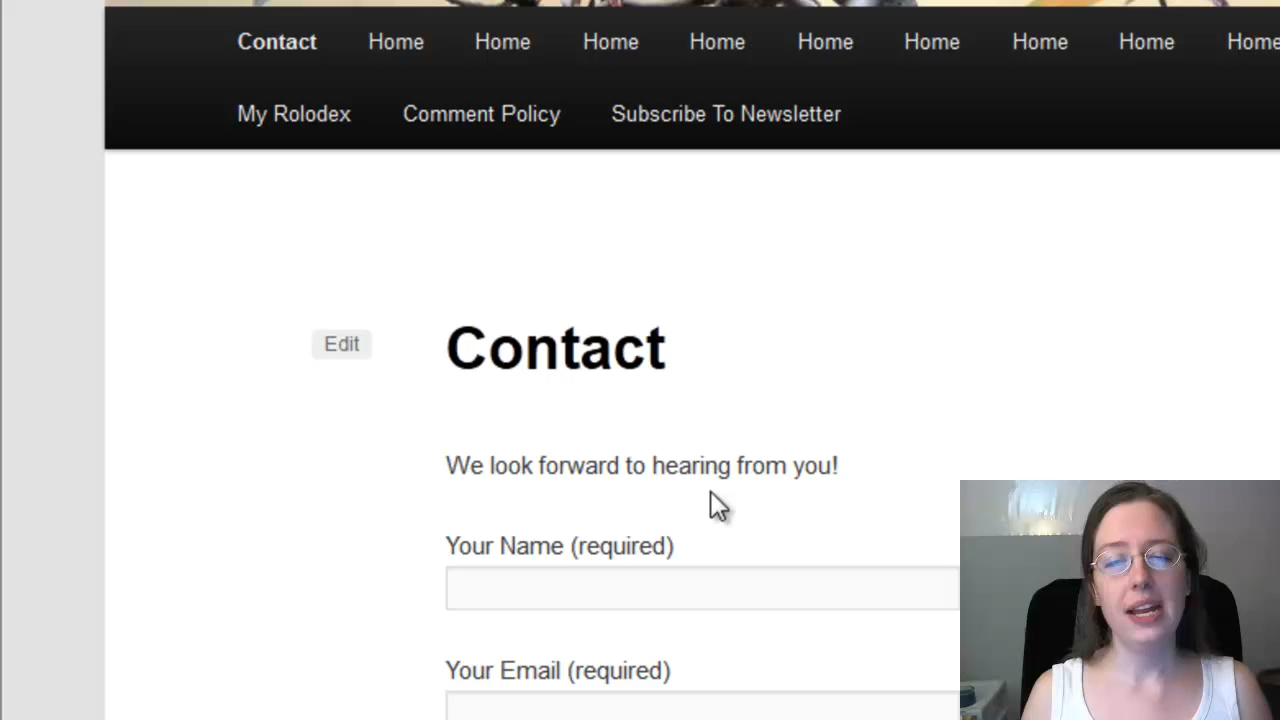 Contact Home Home Home Home Home Home Home Home Home
My Rolodex Comment Policy Subscribe To Newsletter
Edit Contact
We look forward to hearing from you!
Your Name (required)
Your Email (required)